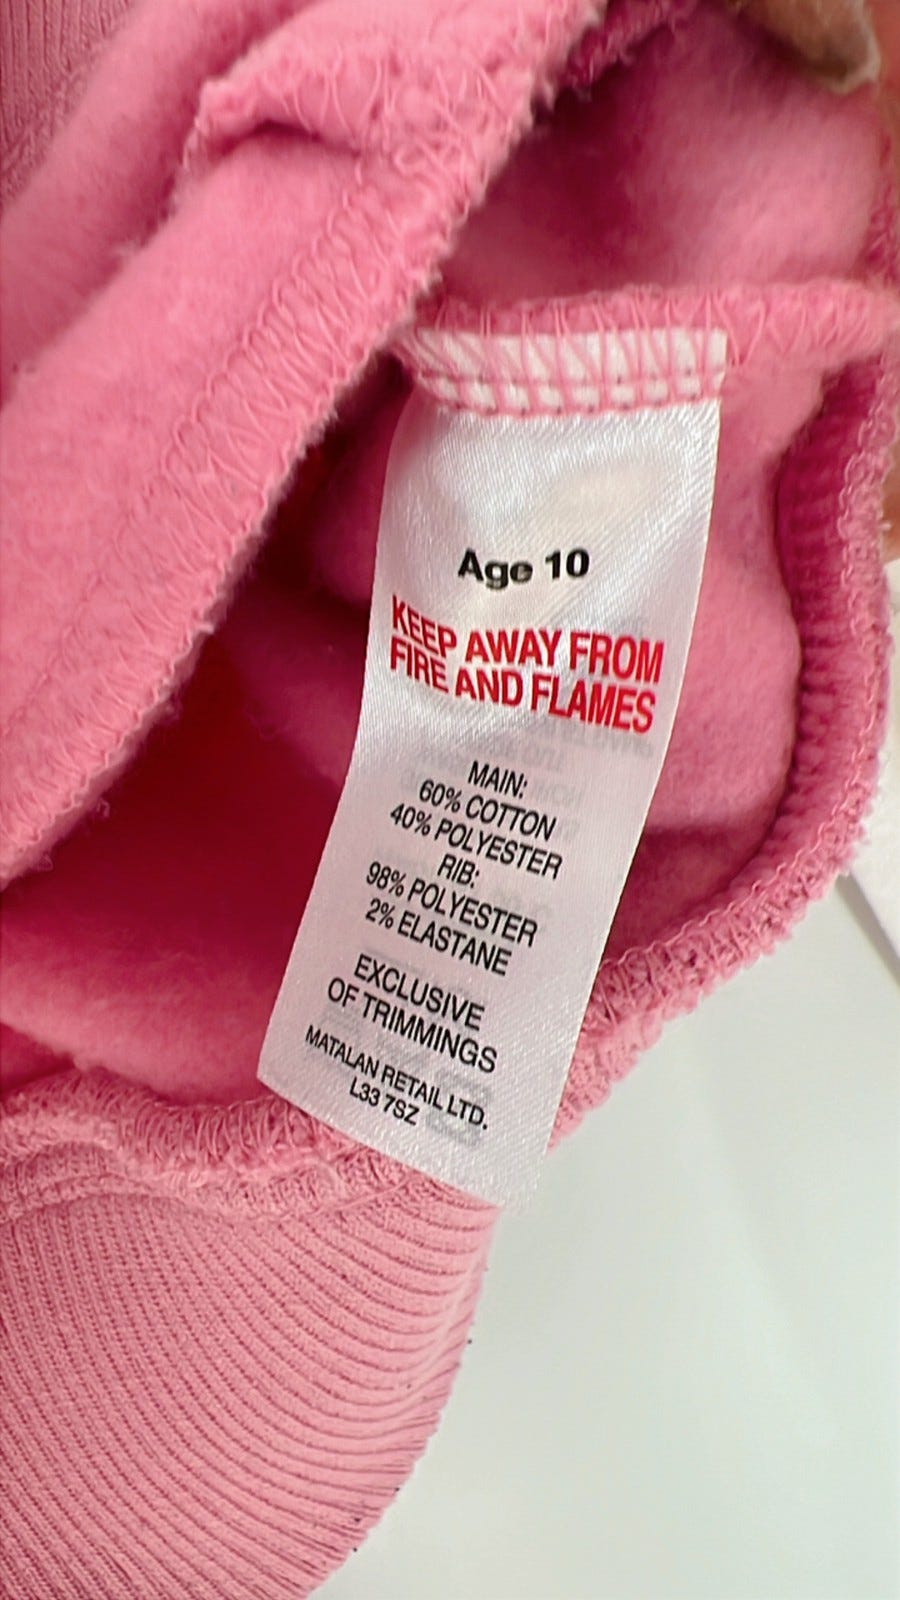 Age 10
KEEP AWAY FROM
FIRE AND FLAMES
MAIN:
60% COTTON
40% POLYESTER
RIB:
98% POLYESTER
2% ELASTANE
EXCLUSIVE
OF TRIMMINGS
MATALAN RETAIL LTD.
L33 7SZ